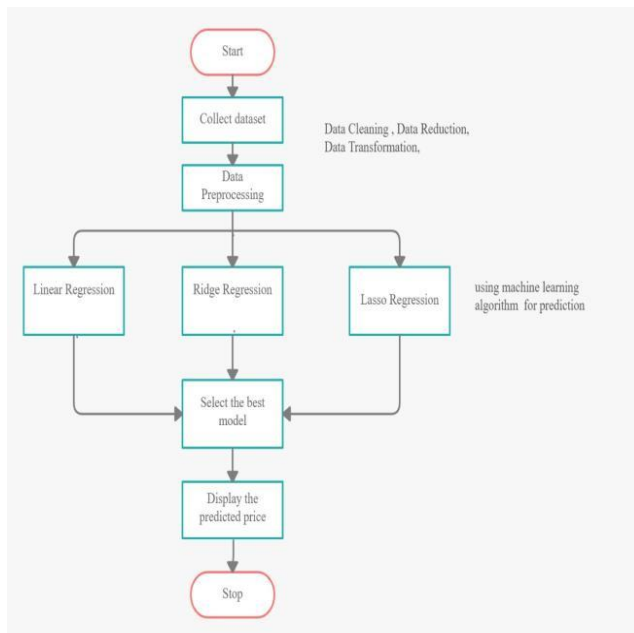 Start
Collect dataset
Data Cleaning , Data Reduction,
Data Transformation,
Data
Preprocessing
Linear Regression
Ridge Regression
Lasso Regression
using machine learning
algorithm for prediction
Select the best
model
Display the
predicted price
Stop